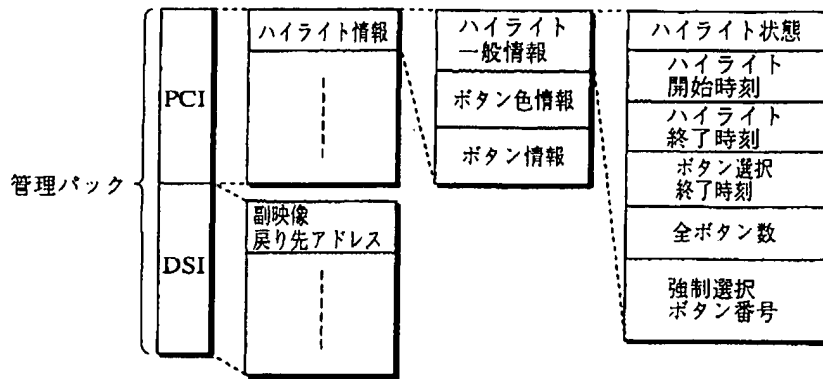 管理パック
PCI
DSI
ハイライト情報
副映像
戻り先アドレス
ハイライト
一般情報
ボタン色情報
ボタン情報
ハイライト状態
ハイライト
開始時刻
ハイライト
終了時刻
ボタン選択
終了時刻
全ボタン数
強制選択
ボタン番号